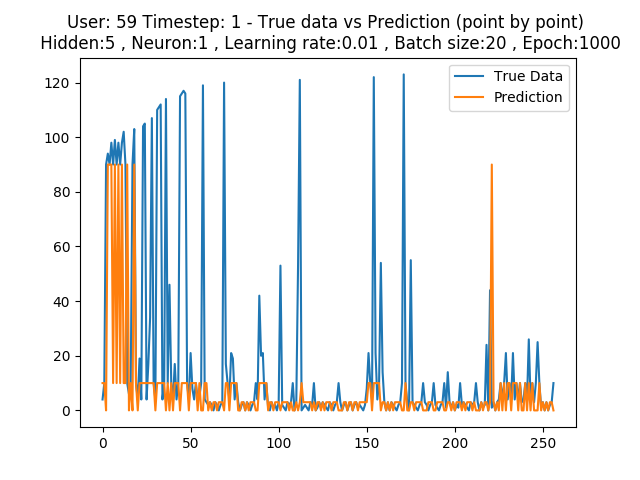 User: 59 Timestep: 1 - True data vs Prediction (point by point)
Hidden:5 , Neuron:1 , Learning rate:0.01 , Batch size:20 , Epoch:1000
True Data
Prediction
120
100
80
60
40
20
0
0 50 100 150 200 250